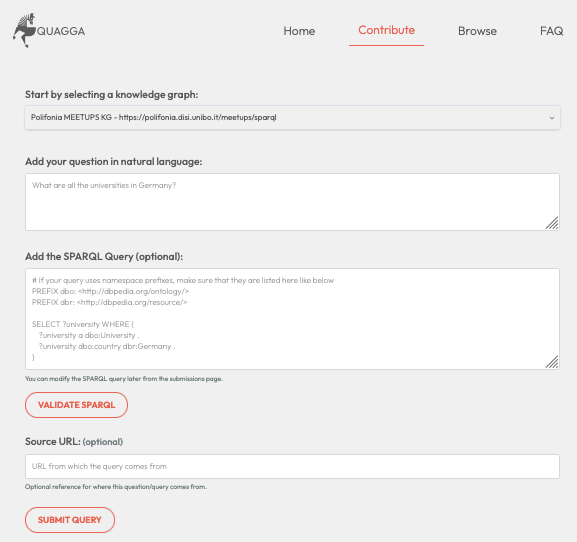 QUAGGA
Home
Contribute
Browse
FAQ
Start by selecting a knowledge graph:
Polifonia MEETUPS KG - https://polifonia.disi.unibo.it/meetups/sparql
Add your question in natural language:
What are all the universities in Germany?
Add the SPARQL Query (optional):
# If your query uses namespace prefixes, make sure that they are listed here like below
PREFIX dbo: <http://dbpedia.org/ontology/>
PREFIX dbr: <http://dbpedia.org/resource/>
SELECT ?university WHERE {
?university a dbo:University .
?university dbo:country dbr:Germany .
}
You can modify the SPARQL query later from the submissions page.
VALIDATE SPARQL
Source URL: (optional)
URL from which the query comes from
Optional reference for where this question/query comes from.
SUBMIT QUERY